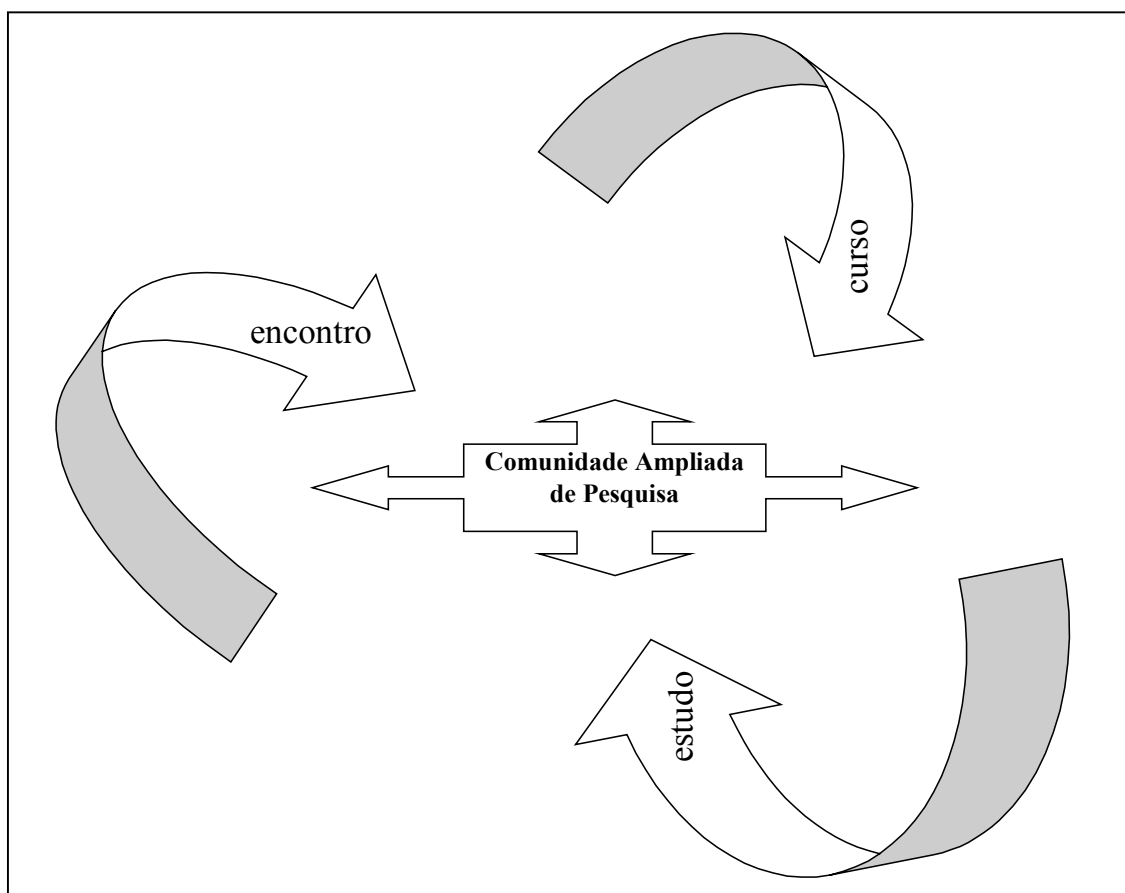 curso
encontro
Comunidade Ampliada
de Pesquisa
estudo